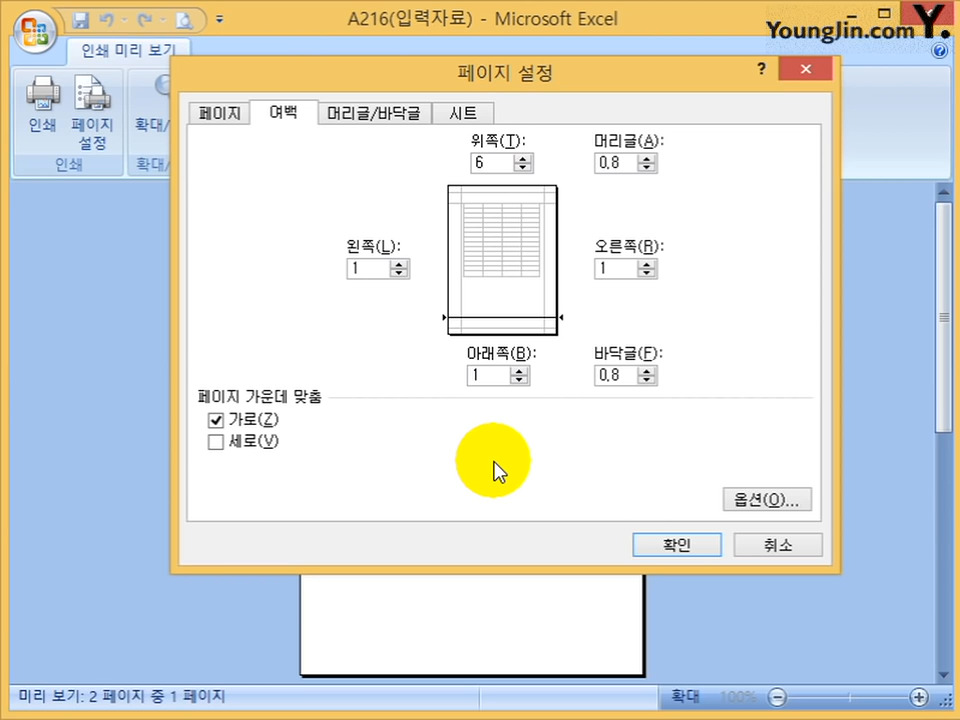 A216(입력자료) - Microsoft Excel
YoungJin.com Y.
인쇄 미리 보기
인쇄
페이지
설정
확대/
인쇄
확대/
페이지 설정
?
페이지
여백
머리글/바닥글
시트
위쪽(T):
머리글(A):
6
0.8
왼쪽(L):
오른쪽(R):
1
1
아래쪽(B):
바닥글(F):
1
0.8
페이지 가운데 맞춤
가로(Z)
세로(V)
옵션(O)...
확인
취소
미리 보기: 2 페이지 중 1 페이지
확대
100%